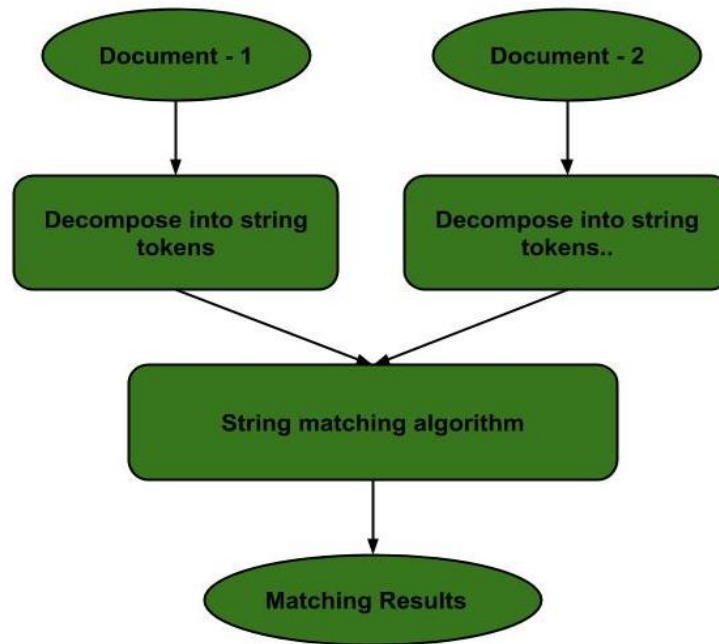 Document - 1
Document - 2
Decompose into string
tokens
Decompose into string
tokens..
String matching algorithm
Matching Results